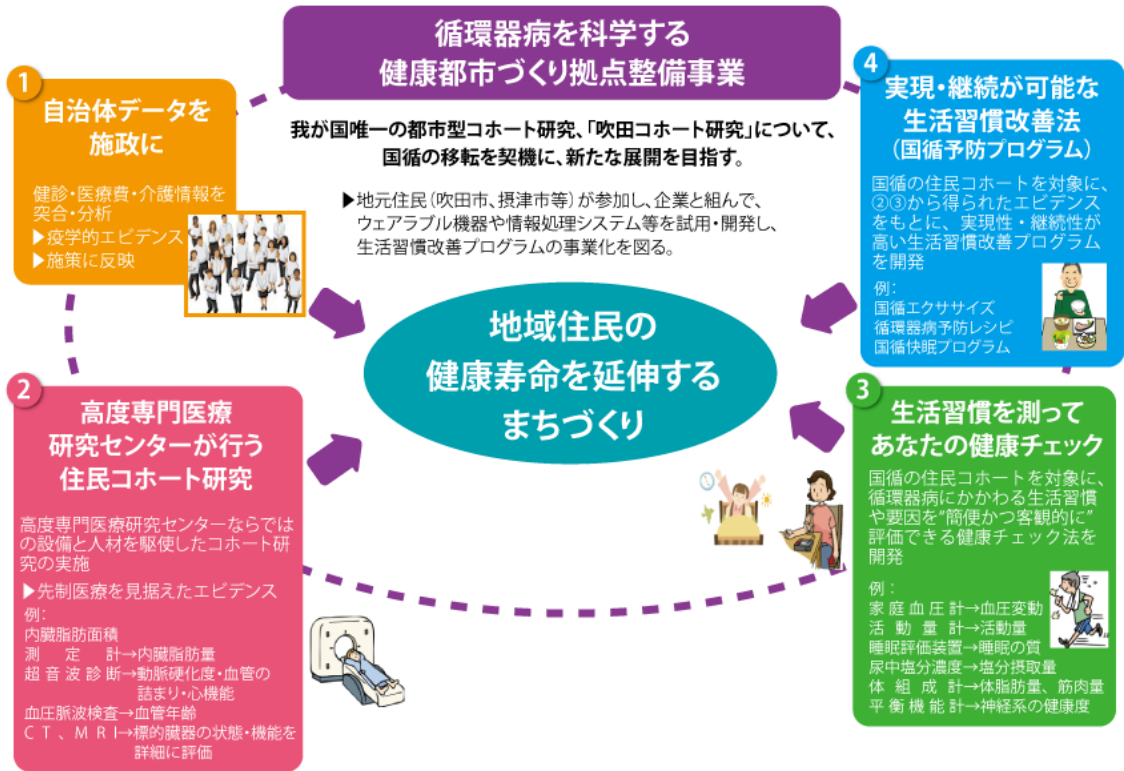 循環器病を科学する
健康都市づくり拠点整備事業
我が国唯一の都市型コホート研究、「吹田コホート研究」について、
国循の移転を契機に、新たな展開を目指す。
▶地元住民(吹田市、摂津市等)が参加し、企業と組んで、
ウェアラブル機器や情報処理システム等を試用・開発し、
生活習慣改善プログラムの事業化を図る。
地域住民の
健康寿命を延伸する
まちづくり
1
自治体データを
施政に
健診・医療費・介護情報を
突合・分析
▶疫学的エビデンス
▶施策に反映
2
高度専門医療
研究センターが行う
住民コホート研究
高度専門医療研究センターならでは
の設備と人材を駆使したコホート研
究の実施
▶先制医療を見据えたエビデンス
例:
内臓脂肪面積
測定計→内臓脂肪量
超音波診断→動脈硬化度・血管の
詰まり・心機能
血圧脈波検査→血管年齢
CT、MRI→標的臓器の状態・機能を
詳細に評価
3
生活習慣を測って
あなたの健康チェック
国循の住民コホートを対象に、
循環器病にかかわる生活習慣
や要因を"簡便かつ客観的に"
評価できる健康チェック法を
開発
例:
家庭血圧計→血圧変動
活動量計→活動量
睡眠評価装置→睡眠の質
尿中塩分濃度→塩分摂取量
体組成計→体脂肪量、筋肉量
平衡機能計→神経系の健康度
4
実現・継続が可能な
生活習慣改善法
(国循予防プログラム)
国循の住民コホートを対象に、
②③から得られたエビデンス
をもとに、実現性・継続性が
高い生活習慣改善プログラム
を開発
例:
国循エクササイズ
循環器病予防レシピ
国循快眠プログラム